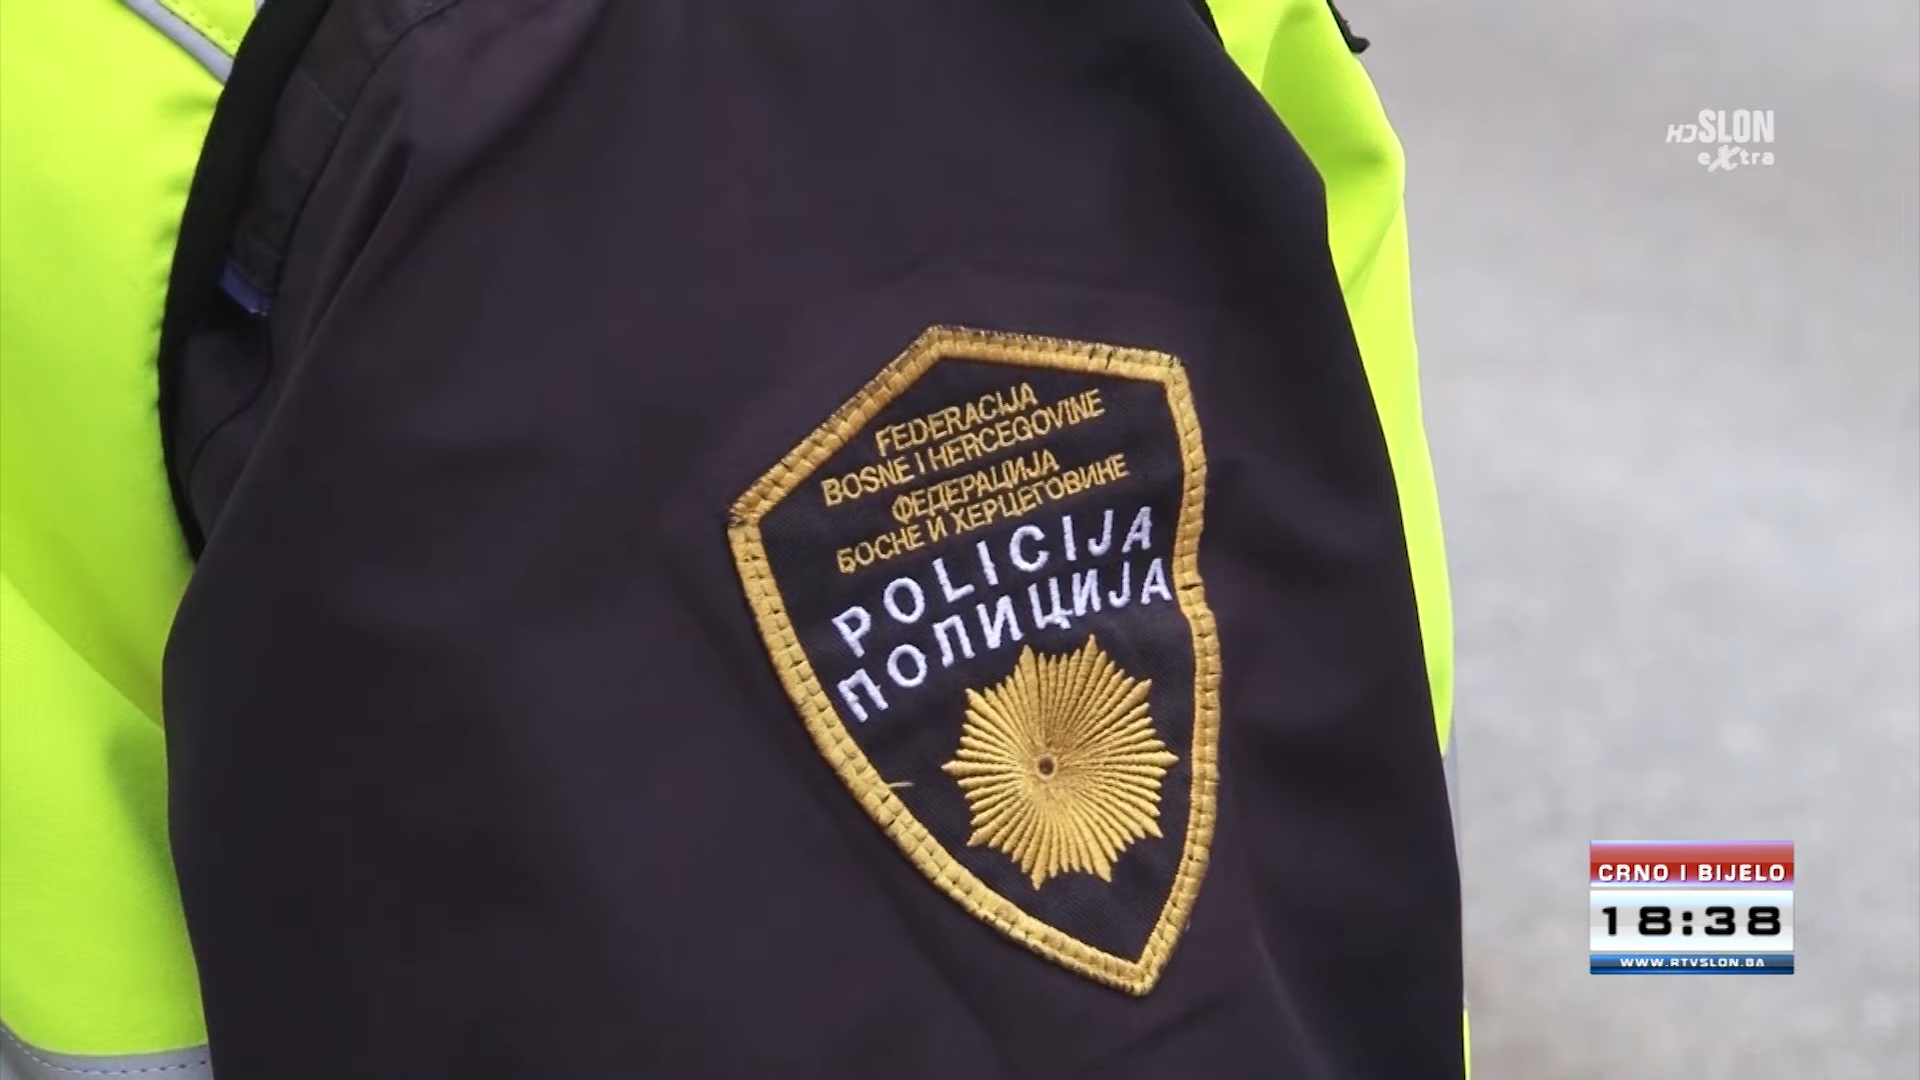 HD SLON
extra
FEDERACIJA
BOSNE I HERCEGOVINE
ФЕДЕРАЦИЈА
БОСНЕ И ХЕРЦЕГОВИНЕ
POLICIJA
ПОЛИЦИЈА
CRNO I BIJELO
18:38
WWW.RTVSLON.BA